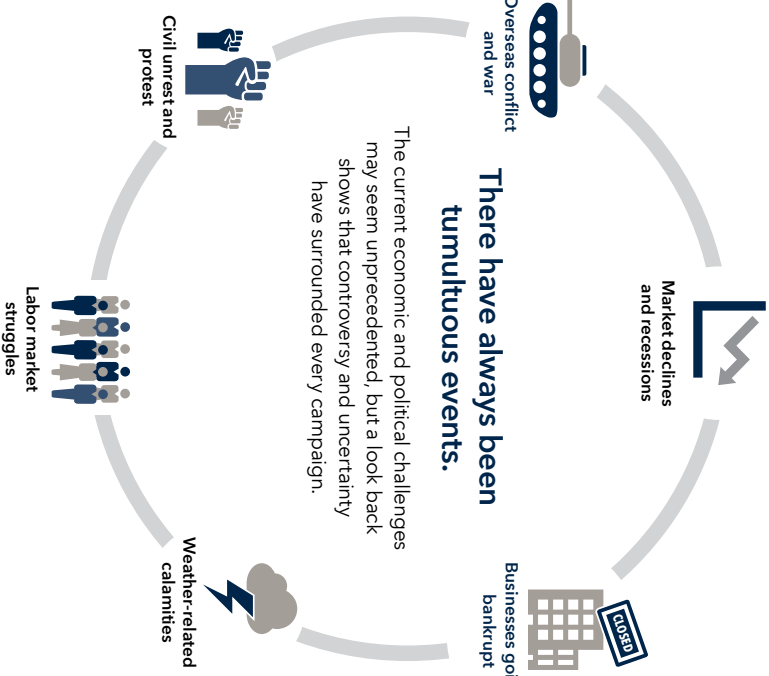 Market declines
and recessions
CLOSED
Businesses goi
bankrupt
Weather-related
calamities
Labor market
struggles
Civil unrest and
protest
Overseas conflict
and war
There have always been
tumultuous events.
The current economic and political challenges
may seem unprecedented, but a look back
shows that controversy and uncertainty
have surrounded every campaign.